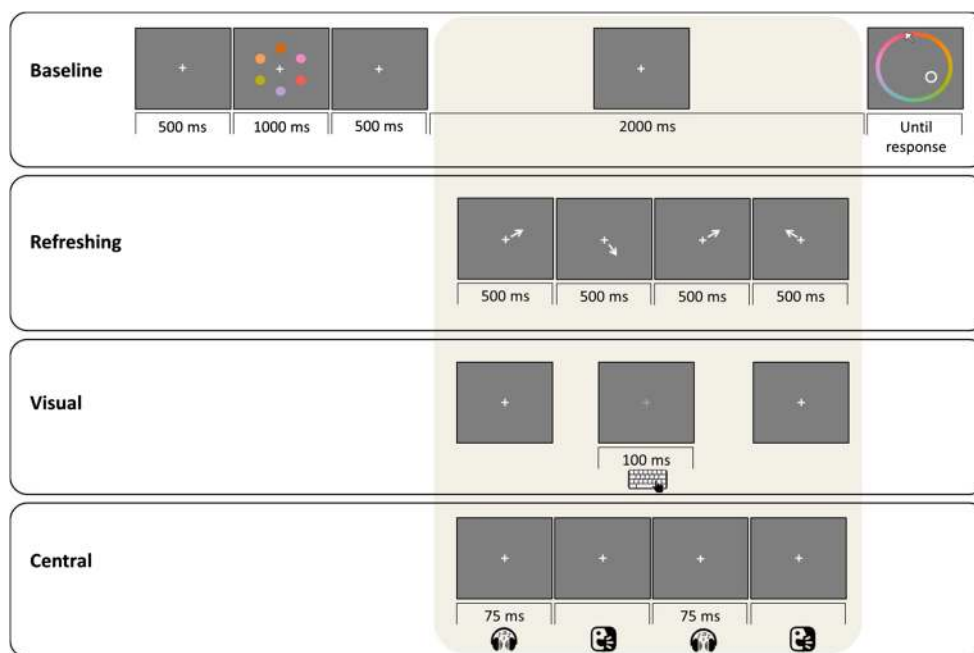 Baseline
500 ms 1000 ms 500 ms 2000 ms Until
response
Refreshing
500 ms 500 ms 500 ms 500 ms
Visual
100 ms
Central
75 ms 75 ms